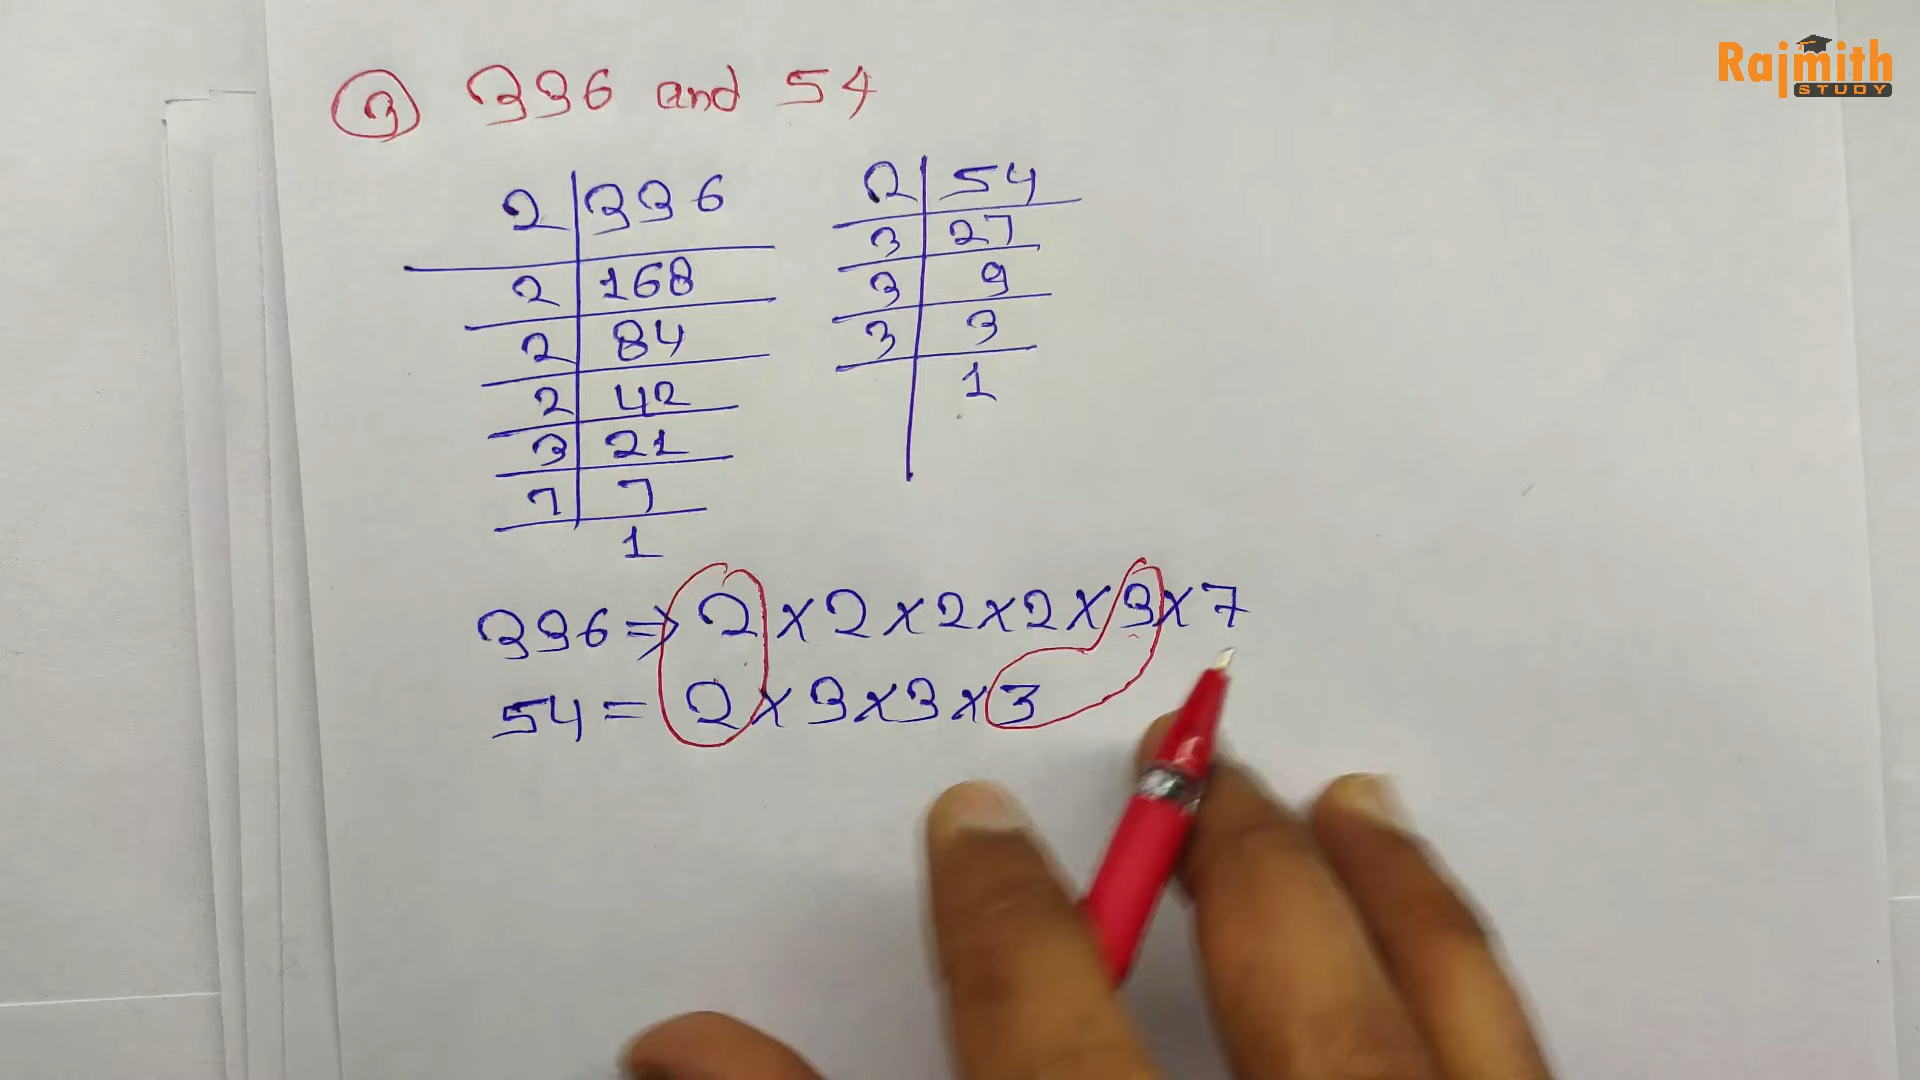 Rajmith
STUDY
3 336 and 54
2 336
2 168
2 84
2 42
3 21
7 7
1
2 54
3 27
3 9
3 3
1
336 ⇒ 2 × 2 × 2 × 2 × 3 × 7
54 = 2 × 3 × 3 × 3